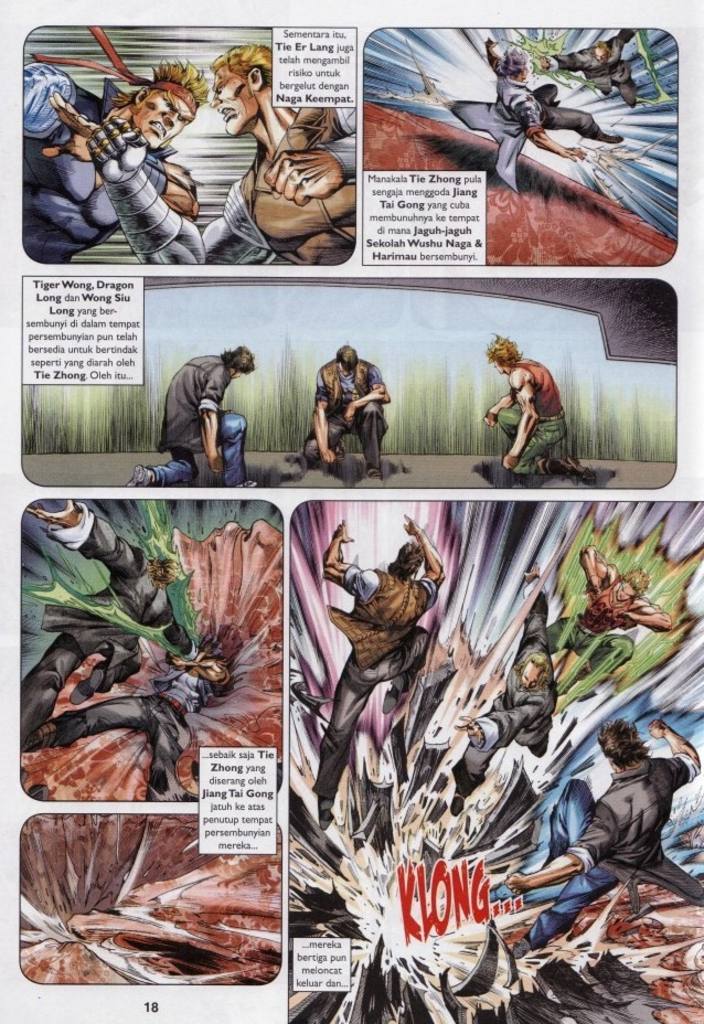 Sementara itu,
Tie Er Lang juga
telah mengambil
risiko untuk
bergelut dengan
Naga Keempat.
Manakala Tie Zhong pula
sengaja menggoda Jiang
Tai Gong yang cuba
membunuhnya ke tempat
di mana Jaguh-jaguh
Sekolah Wushu Naga &
Harimau bersembunyi.
Tiger Wong, Dragon
Long dan Wong Siu
Long yang ber-
sembunyi di dalam tempat
persembunyian pun telah
bersedia untuk bertindak
seperti yang diarah oleh
Tie Zhong. Oleh itu...
...sebaik saja Tie
Zhong yang
diserang oleh
Jiang Tai Gong
jatuh ke atas
penutup tempat
persembunyian
mereka...
KLONG...
...mereka
bertiga pun
meloncat
keluar dan...
18